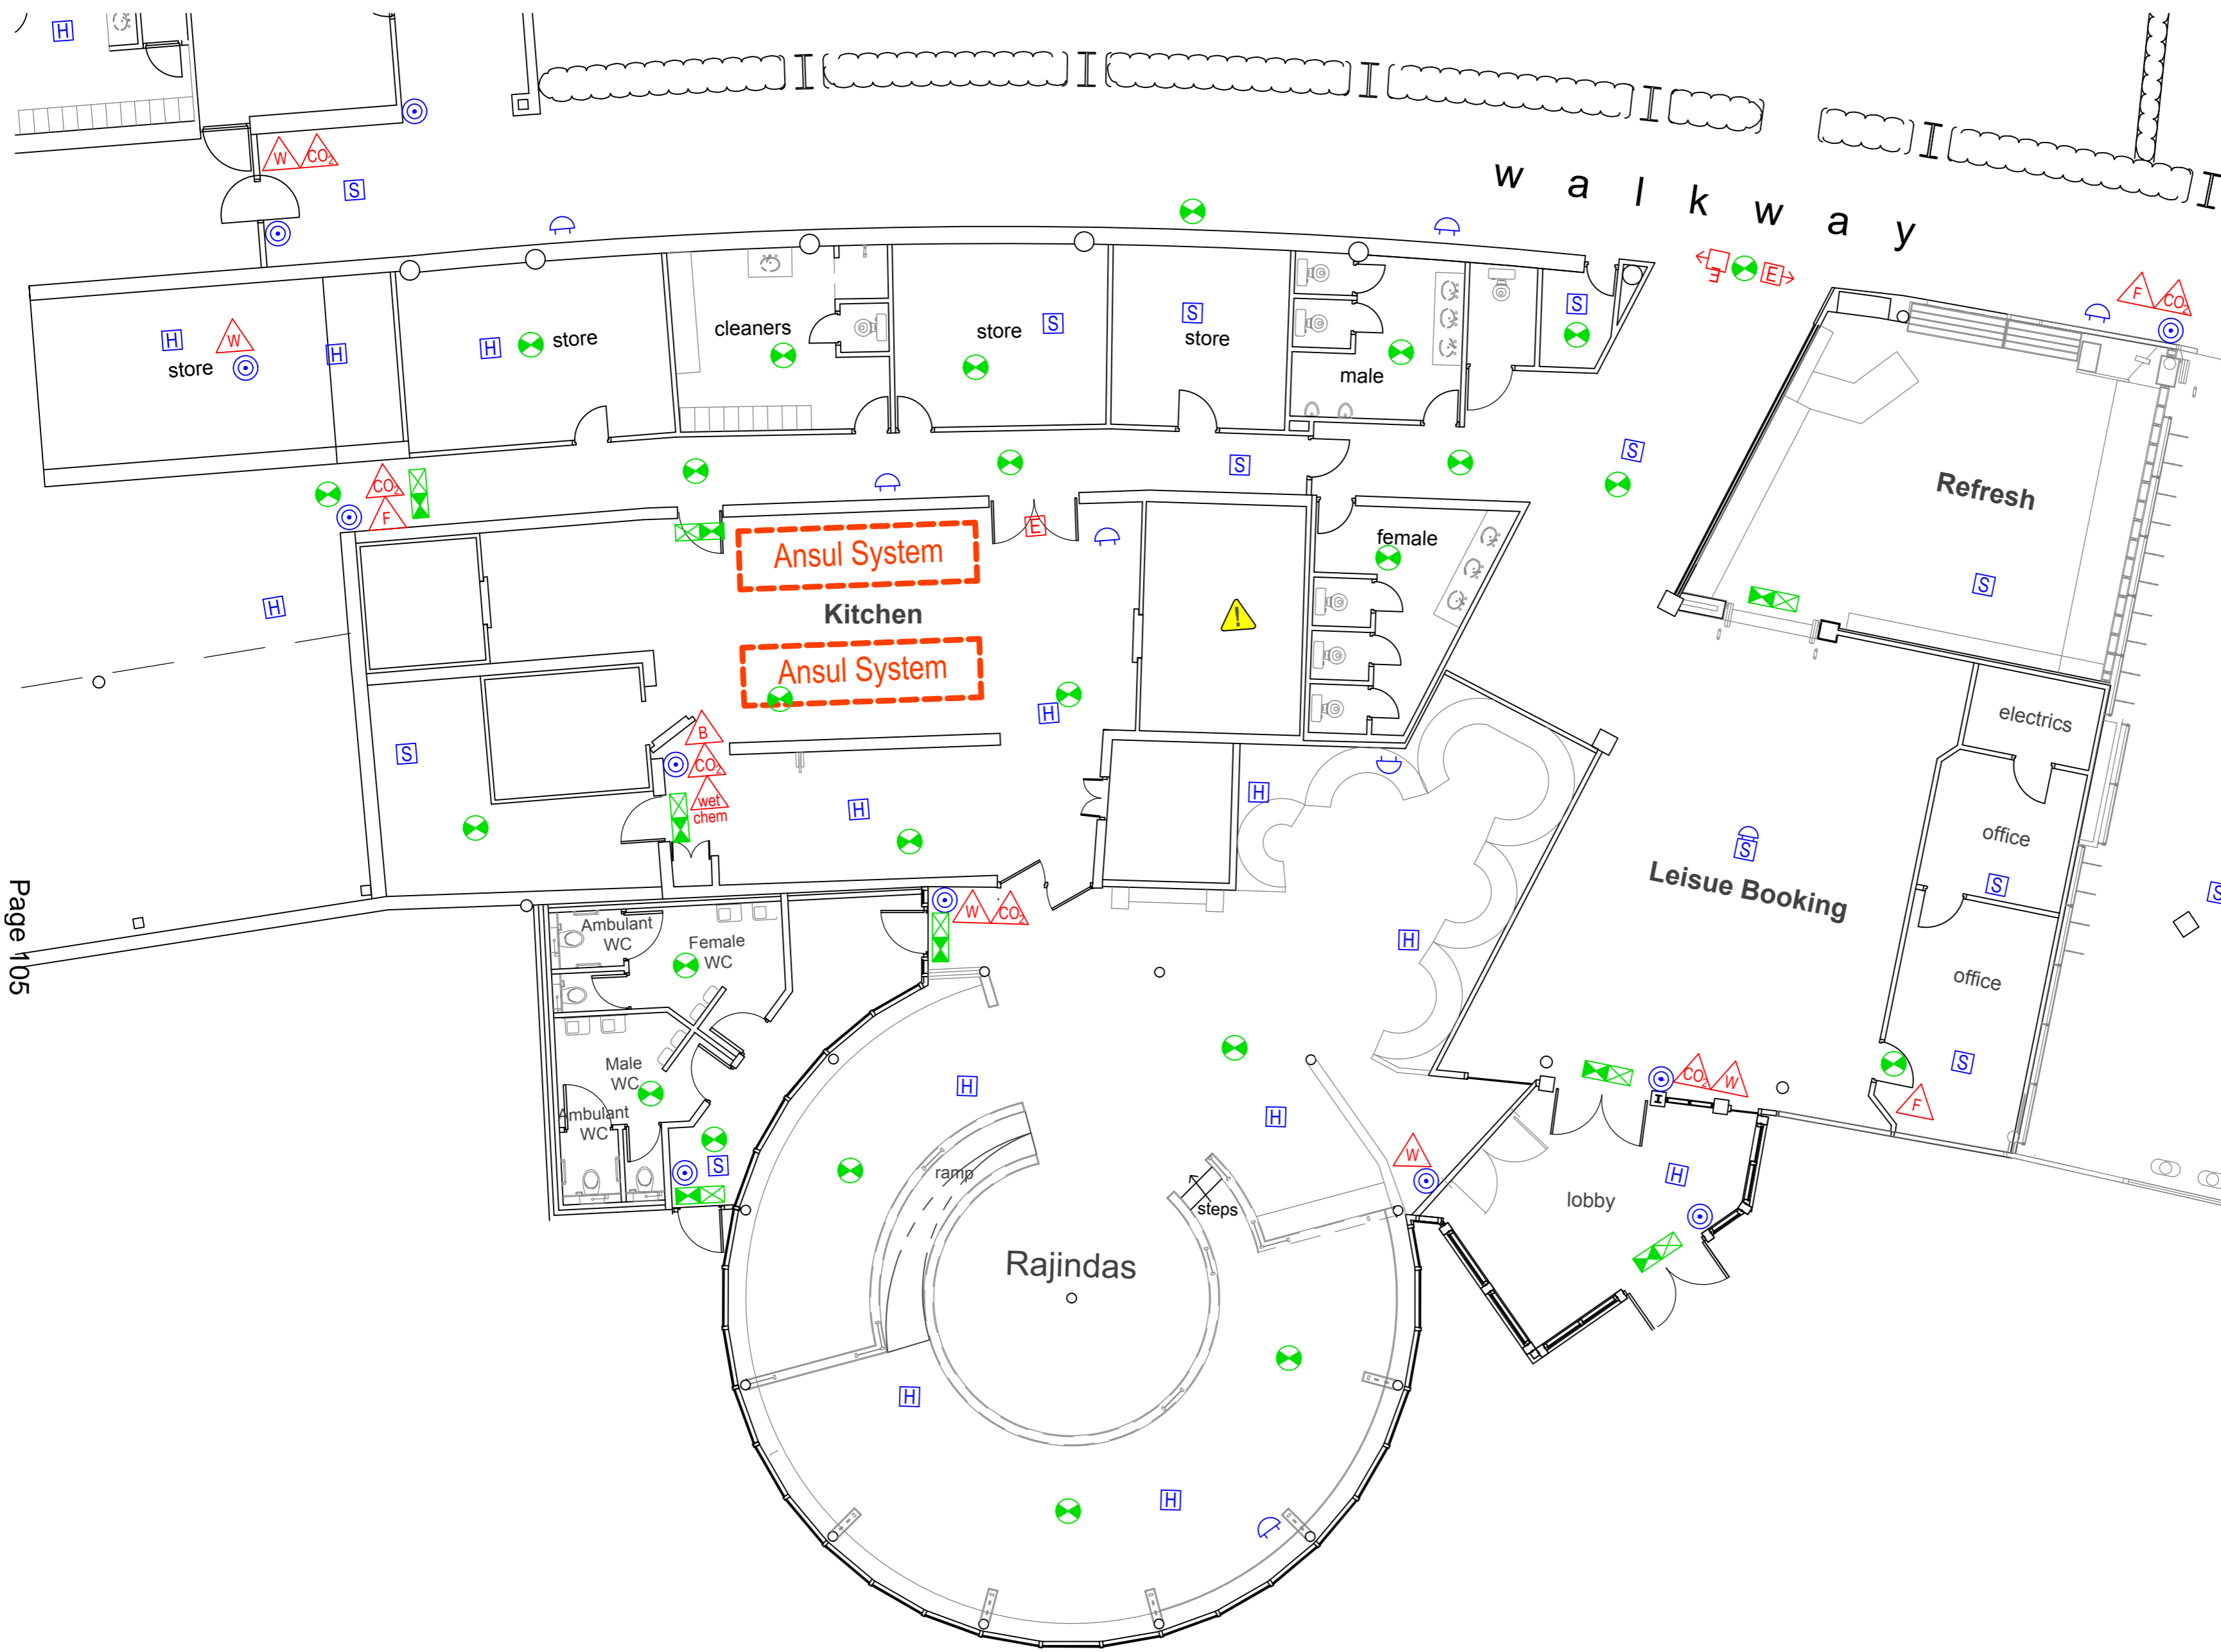 H
W CO2
S
walkway
E E
F CO2
H W
store
H
H store
cleaners
store S
S
store
male
S
S
CO2
F
S
Refresh
E
Ansul System
female
Kitchen
!
S
H
Ansul System
H
electrics
S
B
CO2
wet
chem
H
H
S
office
S
S
Leisue Booking
Page 105
W CO2
Ambulant
WC
Female
WC
H
office
Male
WC
Ambulant
WC
H
H
CO2 W
S
F
S
ramp
W
H
steps
lobby
Rajindas
H
H